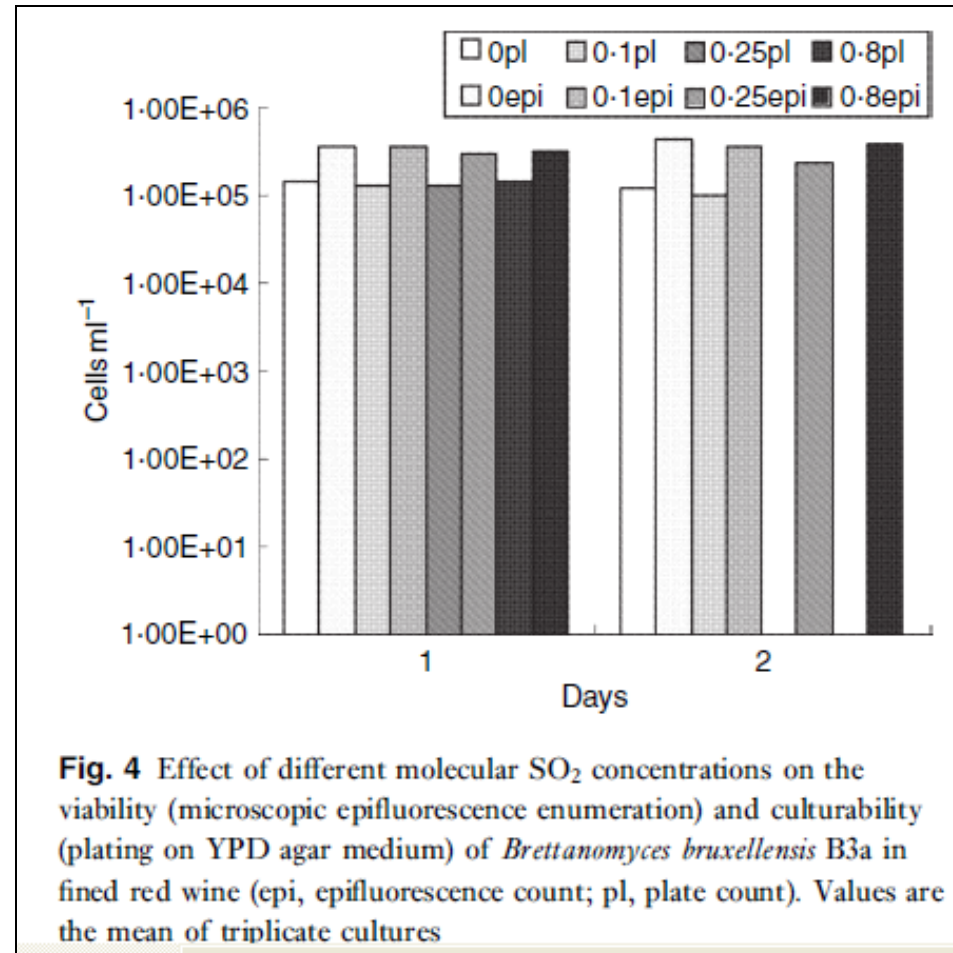 0pl 0·1pl 0·25pl 0·8pl
0epi 0·1epi 0·25epi 0·8epi
1·00E+06
1·00E+05
1·00E+04
1·00E+03
1·00E+02
1·00E+01
1·00E+00
Cells ml⁻¹
1 2
Days
Fig. 4 Effect of different molecular SO₂ concentrations on the
viability (microscopic epifluorescence enumeration) and culturability
(plating on YPD agar medium) of Brettanomyces bruxellensis B3a in
fined red wine (epi, epifluorescence count; pl, plate count). Values are
the mean of triplicate cultures